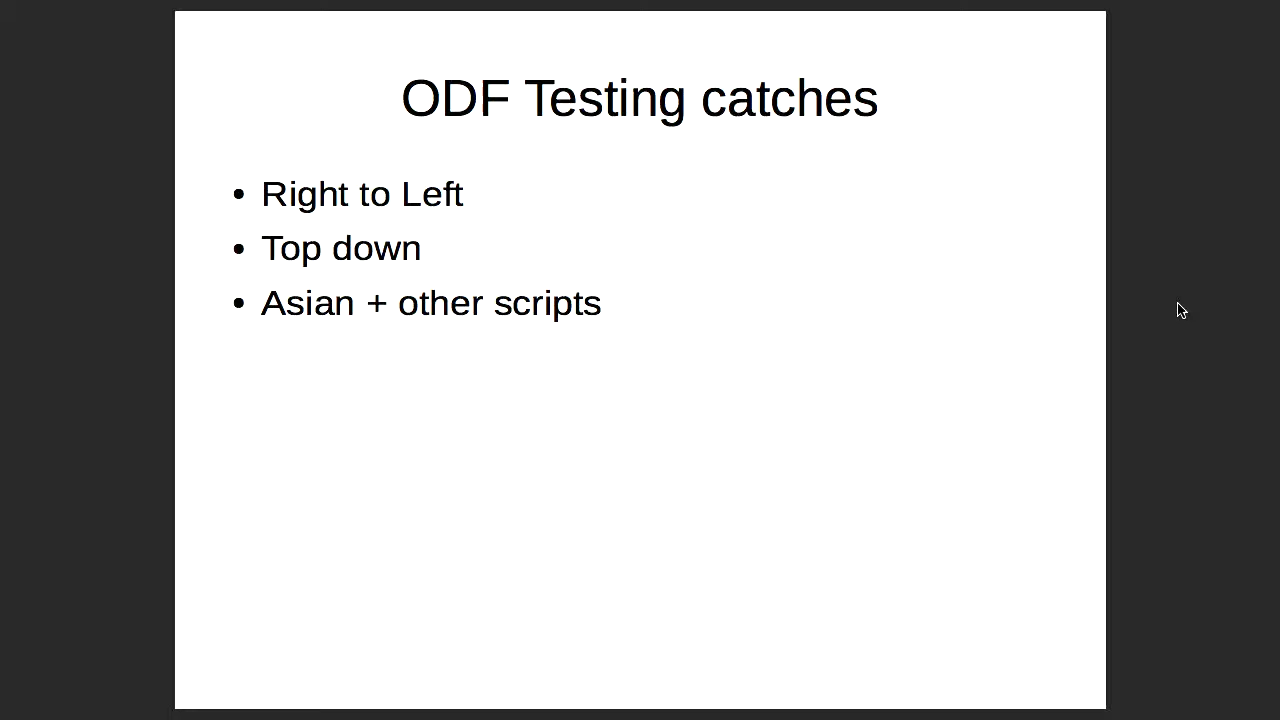 ODF Testing catches
• Right to Left
• Top down
• Asian + other scripts